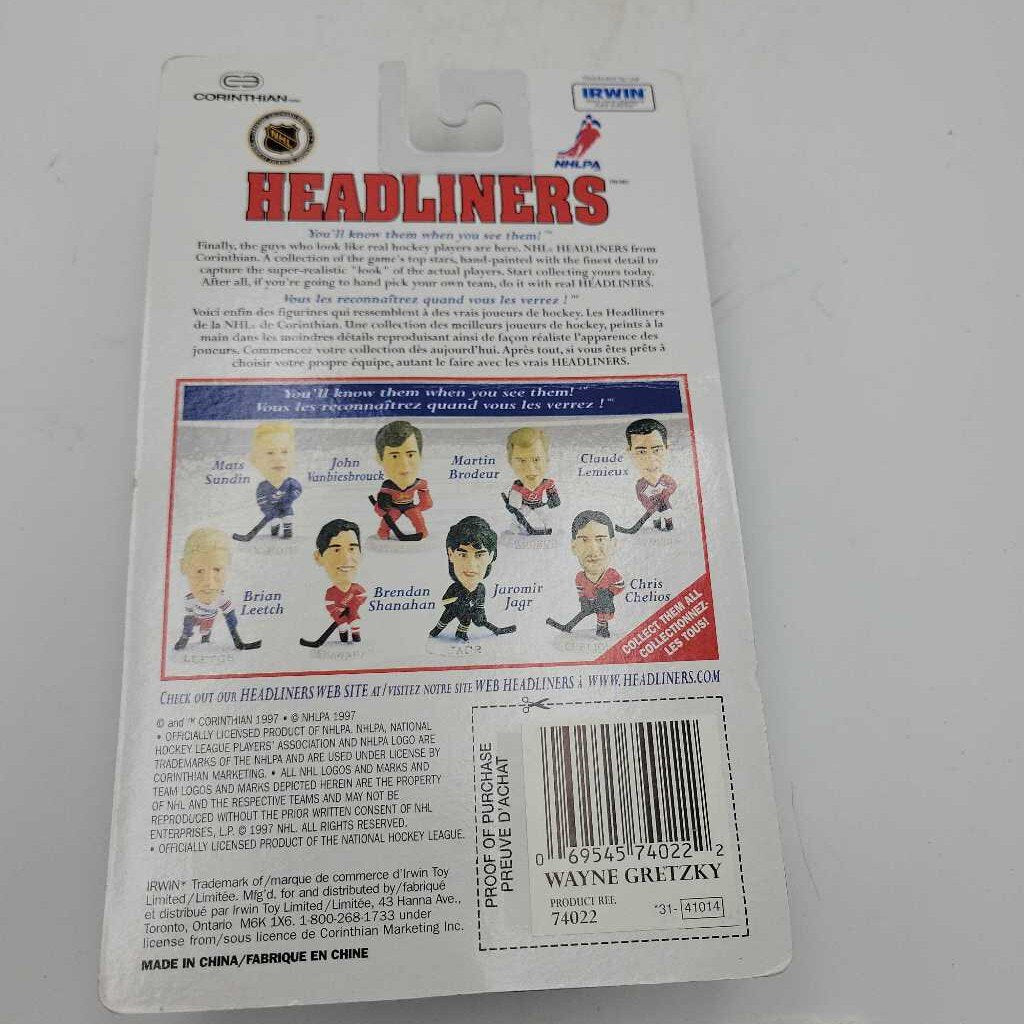 CORINTHIAN
IRWIN
NHL
NHLPA
HEADLINERS
You'll know them when you see them!™
Finally, the guys who look like real hockey players are here. NHL® HEADLINERS from
Corinthian. A collection of the game's top stars, hand-painted with the finest detail to
capture the super-realistic "look" of the actual players. Start collecting yours today.
After all, if you're going to hand pick your own team, do it with real HEADLINERS.
Vous les reconnaîtrez quand vous les verrez !™
Voici enfin des figurines qui ressemblent à des vrais joueurs de hockey. Les Headliners
de la NHL® de Corinthian. Une collection des meilleurs joueurs de hockey, peints à la
main dans les moindres détails reproduisant ainsi de façon réaliste l'apparence des
joueurs. Commencez votre collection dès aujourd'hui. Après tout, si vous êtes prêts à
choisir votre propre équipe, autant le faire avec les vrais HEADLINERS.
You'll know them when you see them!™
Vous les reconnaîtrez quand vous les verrez !™
Mats
Sundin
John
Vanbiesbrouck
Martin
Brodeur
Claude
Lemieux
Brian
Leetch
Brendan
Shanahan
Jaromir
Jagr
Chris
Chelios
LEETCH
JAGR
COLLECT THEM ALL
COLLECTIONNEZ-
LES TOUS!
CHECK OUT OUR HEADLINERS WEB SITE AT/VISITEZ NOTRE SITE WEB HEADLINERS À WWW.HEADLINERS.COM
© and ™ CORINTHIAN 1997 • © NHLPA 1997
• OFFICIALLY LICENSED PRODUCT OF NHLPA. NHLPA, NATIONAL
HOCKEY LEAGUE PLAYERS' ASSOCIATION AND NHLPA LOGO ARE
TRADEMARKS OF THE NHLPA AND ARE USED UNDER LICENSE BY
CORINTHIAN MARKETING. • ALL NHL LOGOS AND MARKS AND
TEAM LOGOS AND MARKS DEPICTED HEREIN ARE THE PROPERTY
OF NHL AND THE RESPECTIVE TEAMS AND MAY NOT BE
REPRODUCED WITHOUT THE PRIOR WRITTEN CONSENT OF NHL
ENTERPRISES, L.P. © 1997 NHL. ALL RIGHTS RESERVED.
• OFFICIALLY LICENSED PRODUCT OF THE NATIONAL HOCKEY LEAGUE.
IRWIN* Trademark of/marque de commerce d'Irwin Toy
Limited/Limitée. Mfg'd. for and distributed by/fabriqué
et distribué par Irwin Toy Limited/Limitée, 43 Hanna Ave.,
Toronto, Ontario M6K 1X6. 1-800-268-1733 under
license from/sous licence de Corinthian Marketing Inc.
MADE IN CHINA/FABRIQUE EN CHINE
PROOF OF PURCHASE
PREUVE D'ACHAT
0 69545 74022 2
WAYNE GRETZKY
PRODUCT REF.
74022
*31- 41014